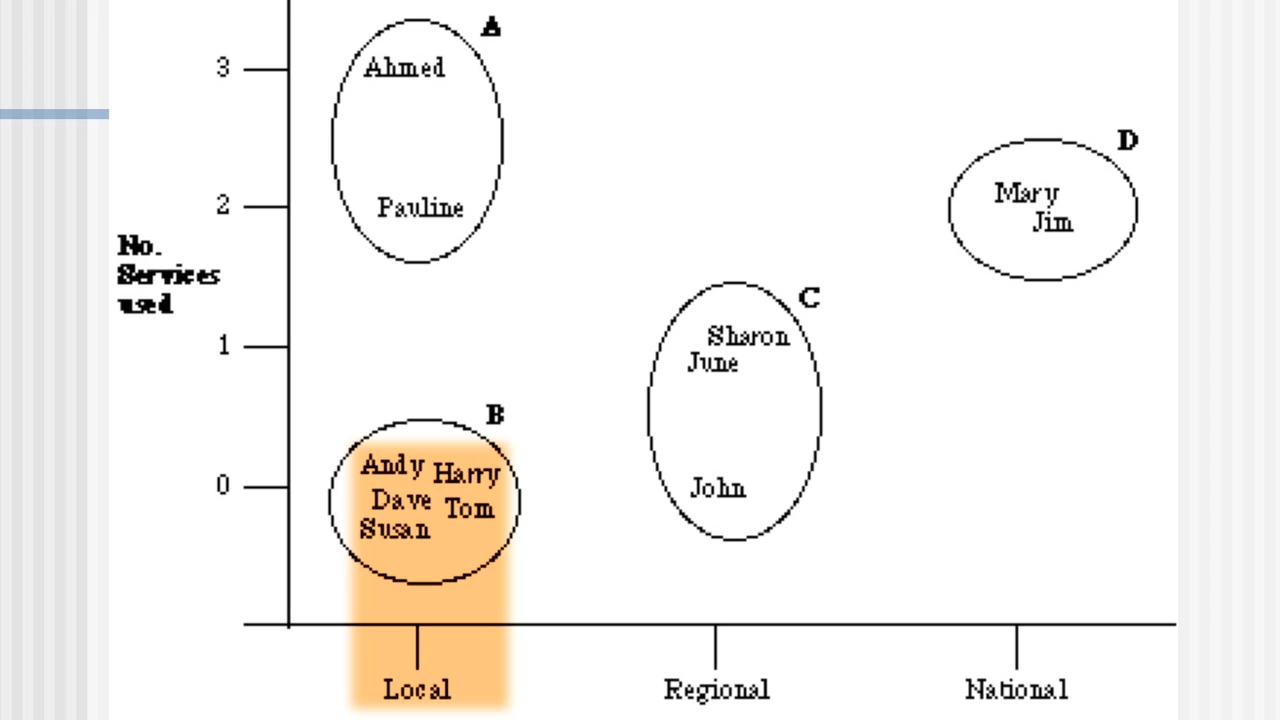 A
3
Ahmed
D
Mary
2
Pauline
Jim
No.
Services
used
C
1
Sharon
June
B
Andy Harry
0
Dave Tom
John
Susan
Local
Regional
National